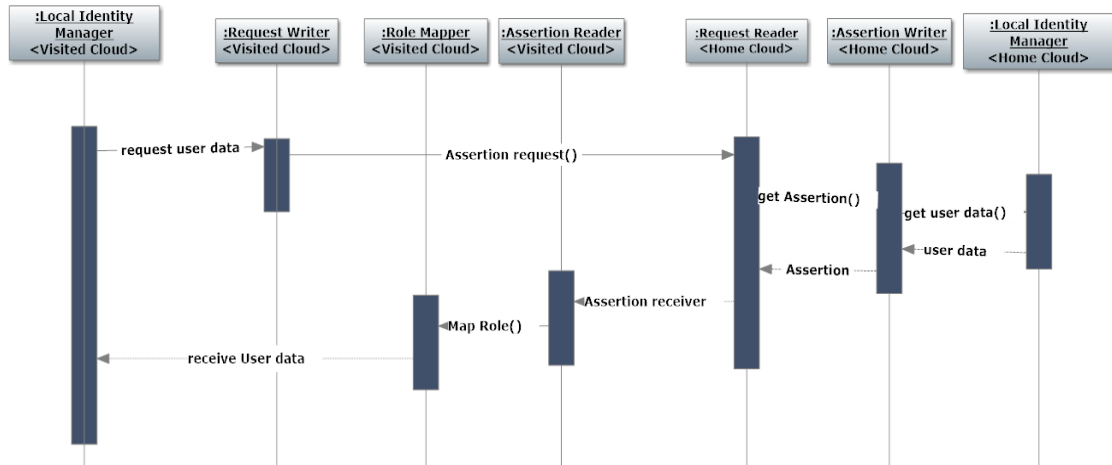 :Local Identity
Manager
<Visited Cloud>
:Request Writer
<Visited Cloud>
:Role Mapper
<Visited Cloud>
:Assertion Reader
<Visited Cloud>
:Request Reader
<Home Cloud>
:Assertion Writer
<Home Cloud>
:Local Identity
Manager
<Home Cloud>
request user data
Assertion request()
get Assertion()
get user data()
user data
Assertion
Assertion receiver
Map Role()
receive User data